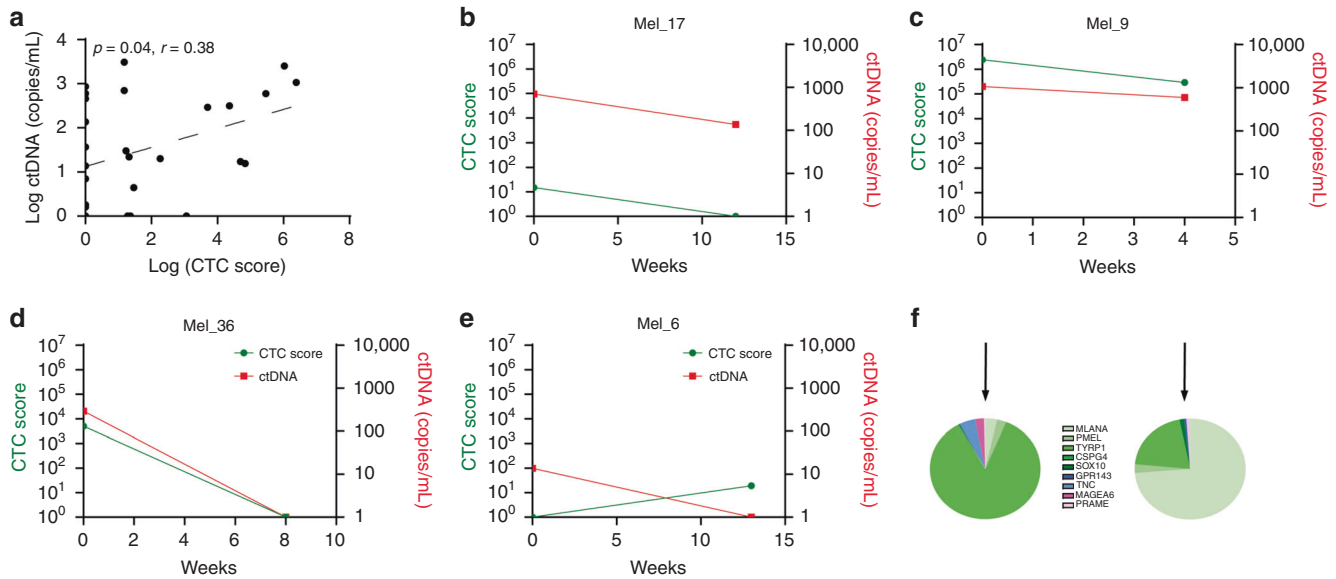 a
p = 0.04, r = 0.38
Log ctDNA (copies/mL)
4
3
2
1
0
0 2 4 6 8
Log (CTC score)
b
Mel_17
CTC score
10^7
10^6
10^5
10^4
10^3
10^2
10^1
10^0
10,000
1000
100
10
1
ctDNA (copies/mL)
0 5 10 15
Weeks
c
Mel_9
CTC score
10^7
10^6
10^5
10^4
10^3
10^2
10^1
10^0
10,000
1000
100
10
1
ctDNA (copies/mL)
0 1 2 3 4 5
Weeks
d
Mel_36
CTC score
ctDNA
CTC score
10^7
10^6
10^5
10^4
10^3
10^2
10^1
10^0
10,000
1000
100
10
1
ctDNA (copies/mL)
0 2 4 6 8 10
Weeks
e
Mel_6
CTC score
ctDNA
CTC score
10^7
10^6
10^5
10^4
10^3
10^2
10^1
10^0
10,000
1000
100
10
1
ctDNA (copies/mL)
0 5 10 15
Weeks
f
MLANA
PMEL
TYRP1
CSPG4
SOX10
GPR143
TNC
MAGEA6
PRAME